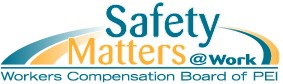 Safety
Matters @Work
Workers Compensation Board of PEI